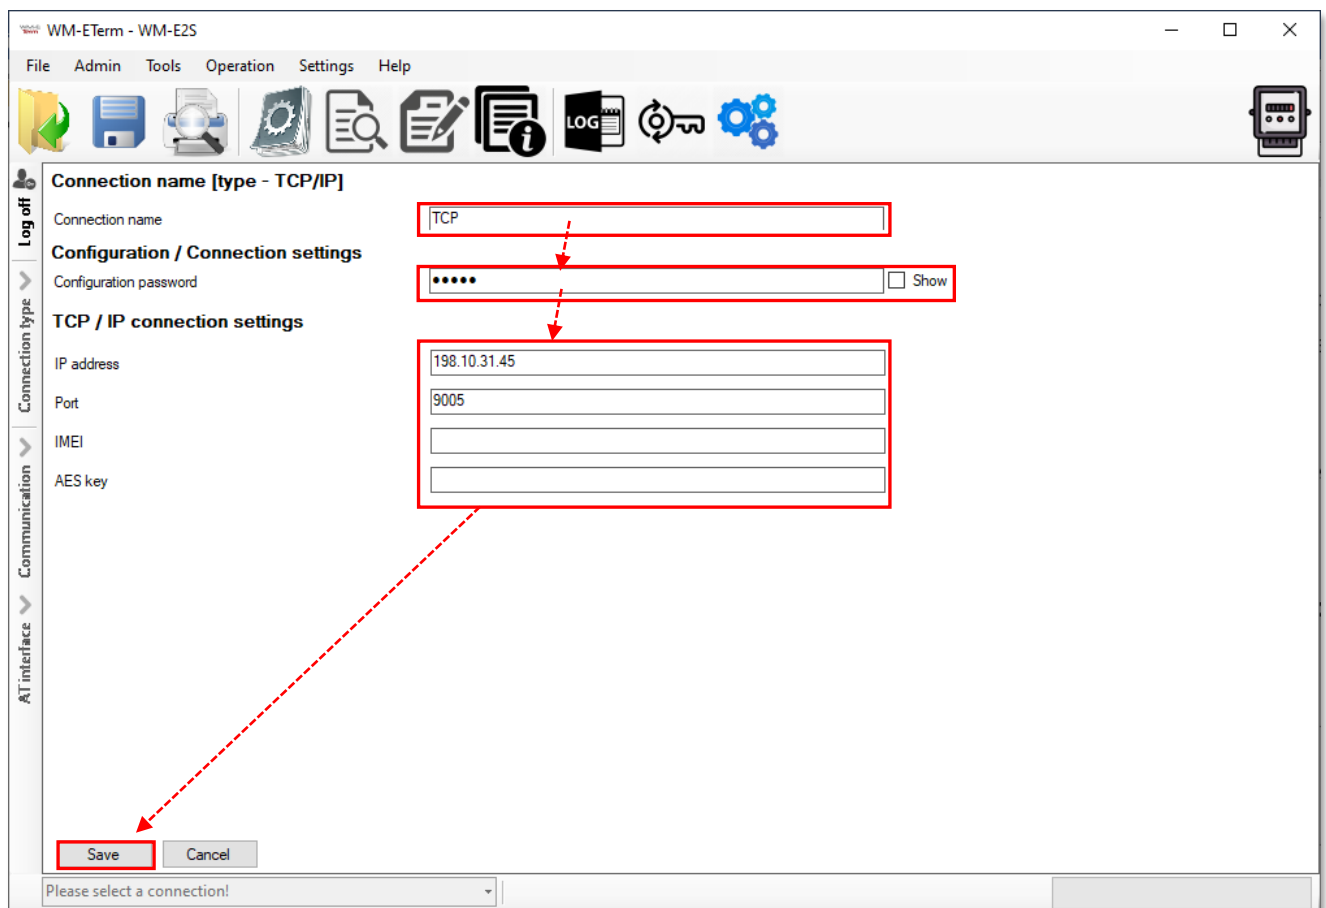 WM-ETerm - WM-E2S
File Admin Tools Operation Settings Help
LOG
Log off
Connection type
Communication
AT interface
Connection name [type - TCP/IP]
Connection name TCP
Configuration / Connection settings
Configuration password ••••• Show
TCP / IP connection settings
IP address 198.10.31.45
Port 9005
IMEI
AES key
Save Cancel
Please select a connection!